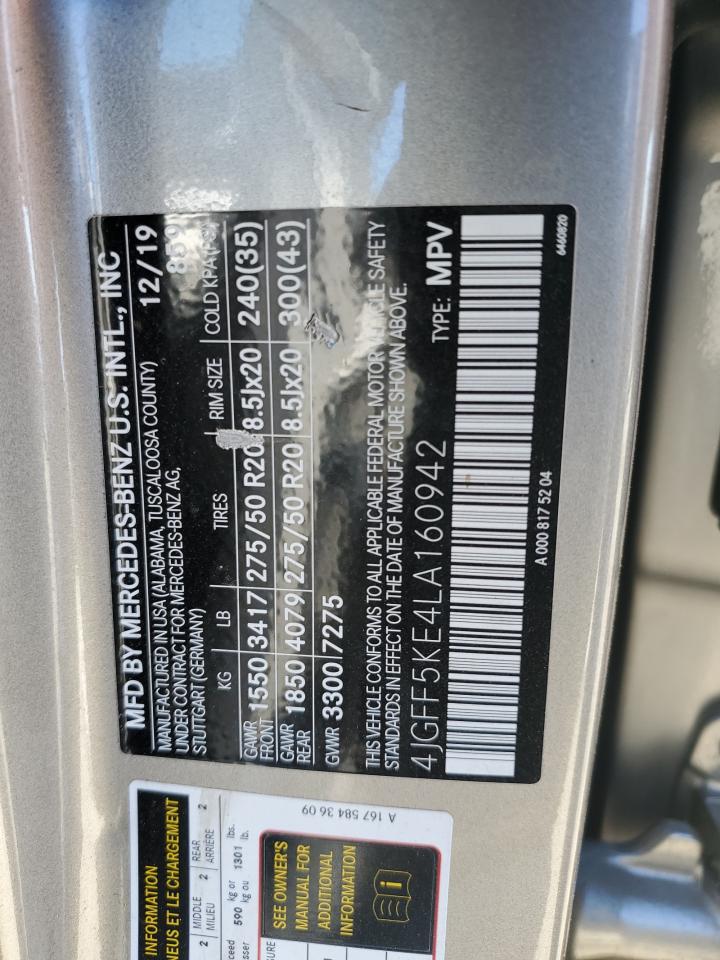 MFD BY MERCEDES-BENZ U.S. INTL., INC
MANUFACTURED IN USA (ALABAMA, TUSCALOOSA COUNTY) 12/19
UNDER CONTRACT FOR MERCEDES-BENZ AG,
STUTTGART (GERMANY)
KG LB TIRES RIM SIZE COLD
GAWR FRONT 1550 3417 275/50 R20 8.5Jx20 240(35)
GAWR REAR 1850 4079 275/50 R20 8.5Jx20 300(43)
GVWR 3300 7275
THIS VEHICLE CONFORMS TO ALL APPLICABLE FEDERAL MOTOR VEHICLE SAFETY
STANDARDS IN EFFECT ON THE DATE OF MANUFACTURE SHOWN ABOVE.
4JGFF5KE4LA160942 TYPE: MPV
A 000 817 52 04
6460820
INFORMATION
ET LE CHARGEMENT
2 MIDDLE 2 REAR 2
MILIEU ARRIÈRE
590 kg or 1301 lbs.
kg ou lb.
SEE OWNER'S
MANUAL FOR
ADDITIONAL
INFORMATION
A 167 584 36 09